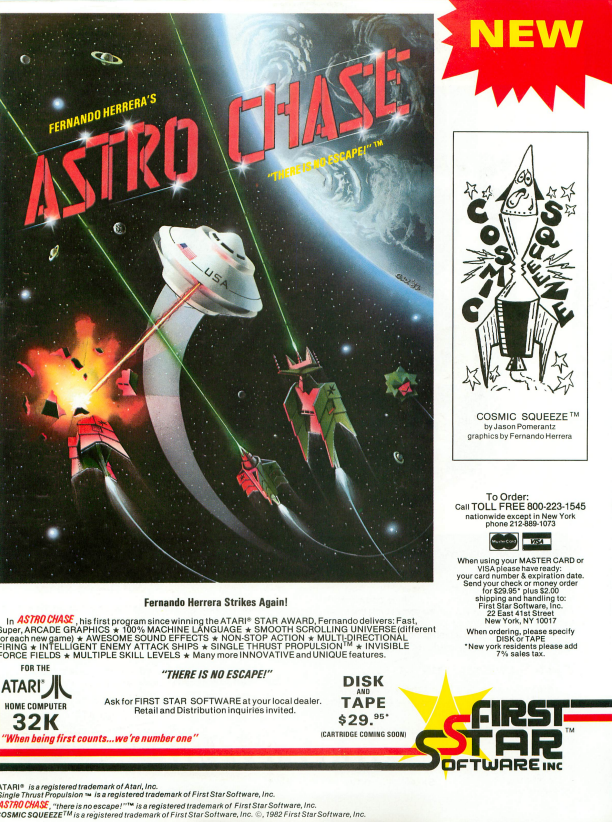 NEW
FERNANDO HERRERA'S
ASTRO CHASE
"THERE IS NO ESCAPE!" ™
USA
COSMIC
SQUEEZE
COSMIC SQUEEZE™
by Jason Pomerantz
graphics by Fernando Herrera
To Order:
Call TOLL FREE 800-223-1545
nationwide except in New York
phone 212-889-1073
MasterCard
VISA
When using your MASTER CARD or
VISA please have ready:
your card number & expiration date.
Send your check or money order
for $29.95* plus $2.00
shipping and handling to:
First Star Software, Inc.
22 East 41st Street
New York, NY 10017
When ordering, please specify
DISK or TAPE
*New york residents please add
7% sales tax.
Fernando Herrera Strikes Again!
In ASTRO CHASE, his first program since winning the ATARI® STAR AWARD, Fernando delivers: Fast,
Super, ARCADE GRAPHICS ★ 100% MACHINE LANGUAGE ★ SMOOTH SCROLLING UNIVERSE (different
for each new game) ★ AWESOME SOUND EFFECTS ★ NON-STOP ACTION ★ MULTI-DIRECTIONAL
FIRING ★ INTELLIGENT ENEMY ATTACK SHIPS ★ SINGLE THRUST PROPULSION™ ★ INVISIBLE
FORCE FIELDS ★ MULTIPLE SKILL LEVELS ★ Many more INNOVATIVE and UNIQUE features.
FOR THE
ATARI®
HOME COMPUTER
32K
"When being first counts...we're number one"
"THERE IS NO ESCAPE!"
Ask for FIRST STAR SOFTWARE at your local dealer.
Retail and Distribution inquiries invited.
DISK
AND
TAPE
$29.95*
(CARTRIDGE COMING SOON)
FIRST
STAR™
SOFTWARE INC
ATARI® is a registered trademark of Atari, Inc.
Single Thrust Propulsion ™ is a registered trademark of First Star Software, Inc.
ASTRO CHASE, "there is no escape!"™ is a registered trademark of First Star Software, Inc.
COSMIC SQUEEZE™ is a registered trademark of First Star Software, Inc. ©, 1982 First Star Software, Inc.